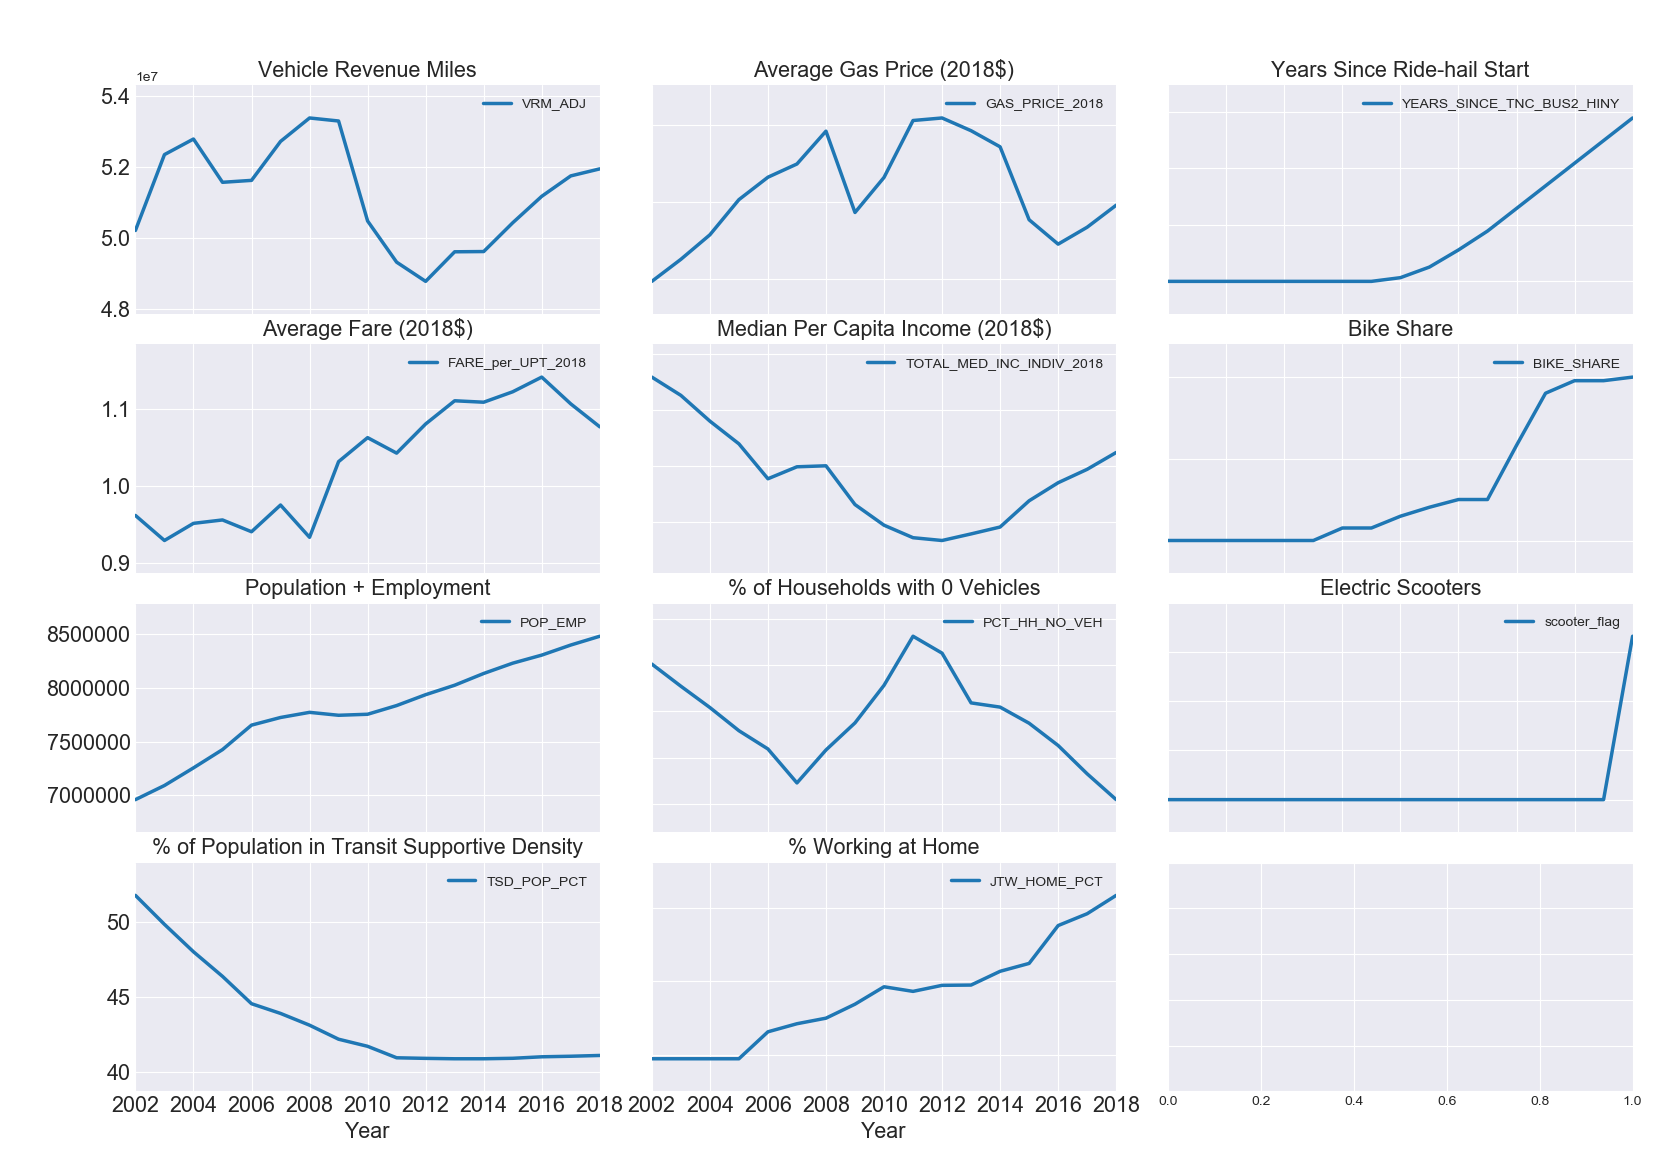 Vehicle Revenue Miles
1e7
5.4
5.2
5.0
4.8
VRM_ADJ
Average Gas Price (2018$)
GAS_PRICE_2018
Years Since Ride-hail Start
YEARS_SINCE_TNC_BUS2_HINY
Average Fare (2018$)
1.1
1.0
0.9
FARE_per_UPT_2018
Median Per Capita Income (2018$)
TOTAL_MED_INC_INDIV_2018
Bike Share
BIKE_SHARE
Population + Employment
8500000
8000000
7500000
7000000
POP_EMP
% of Households with 0 Vehicles
PCT_HH_NO_VEH
Electric Scooters
scooter_flag
% of Population in Transit Supportive Density
50
45
40
TSD_POP_PCT
2002 2004 2006 2008 2010 2012 2014 2016 2018
Year
% Working at Home
JTW_HOME_PCT
2002 2004 2006 2008 2010 2012 2014 2016 2018
Year
0.0 0.2 0.4 0.6 0.8 1.0